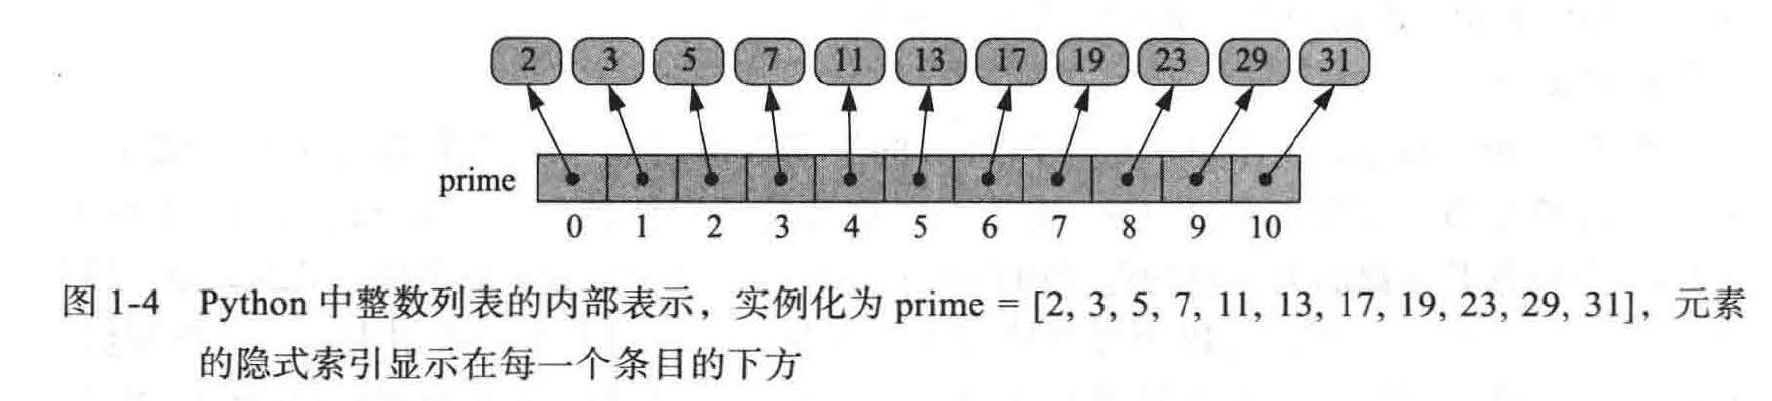 2 3 5 7 11 13 17 19 23 29 31
prime
0 1 2 3 4 5 6 7 8 9 10
图 1-4 Python 中整数列表的内部表示，实例化为 prime = [2, 3, 5, 7, 11, 13, 17, 19, 23, 29, 31]，元素
的隐式索引显示在每一个条目的下方